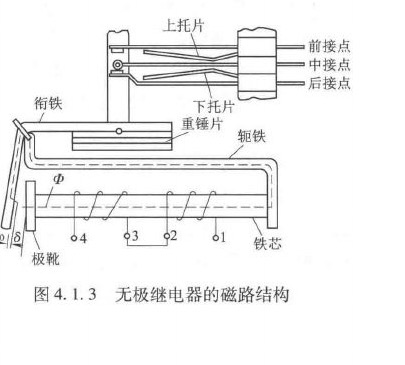 上托片
前接点
中接点
后接点
下托片
衔铁
重锤片
轭铁
Φ
4
3
2
1
铁芯
δ
极靴
图 4.1.3 无极继电器的磁路结构